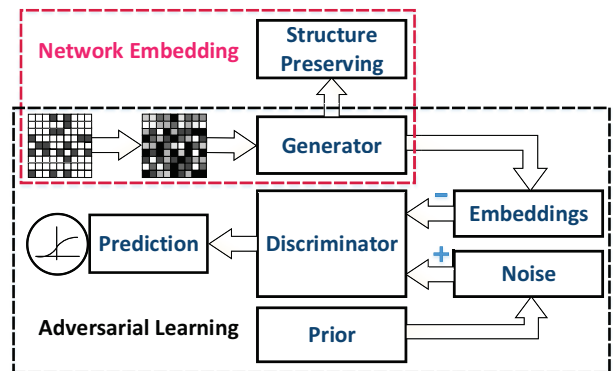 Network Embedding
Structure
Preserving
Generator
Embeddings
−
Prediction
Discriminator
+
Noise
Adversarial Learning
Prior